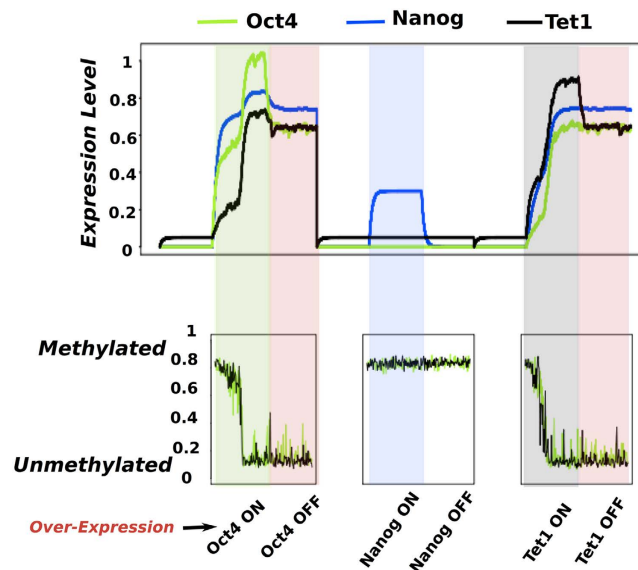 Oct4 Nanog Tet1
Expression Level
1
0.8
0.6
0.4
0.2
0
Methylated
Unmethylated
1
0.8
0.6
0.4
0.2
0
Over-Expression
Oct4 ON
Oct4 OFF
Nanog ON
Nanog OFF
Tet1 ON
Tet1 OFF